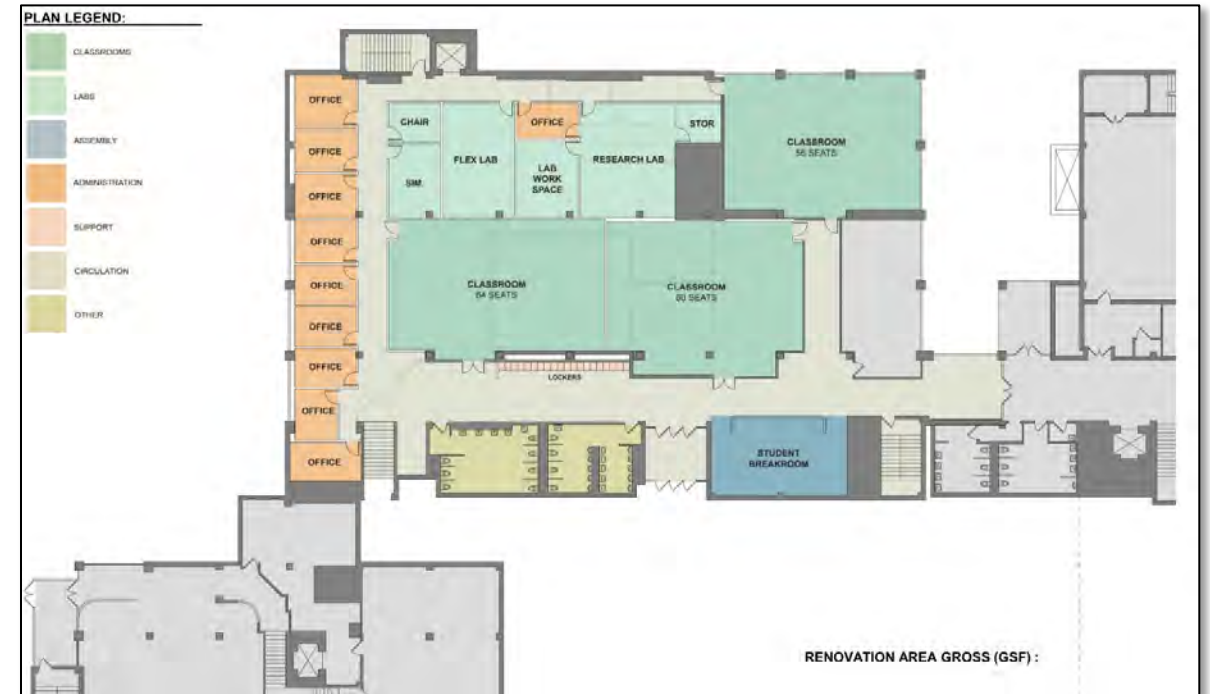 PLAN LEGEND:
CLASSROOMS
LABS
ASSEMBLY
ADMINISTRATION
SUPPORT
CIRCULATION
OTHER
OFFICE
OFFICE
OFFICE
OFFICE
OFFICE
OFFICE
OFFICE
OFFICE
OFFICE
CHAIR
SIM.
FLEX LAB
OFFICE
LAB
WORK
SPACE
RESEARCH LAB
STOR
CLASSROOM
56 SEATS
CLASSROOM
64 SEATS
CLASSROOM
60 SEATS
LOCKERS
STUDENT
BREAKROOM
RENOVATION AREA GROSS (GSF) :